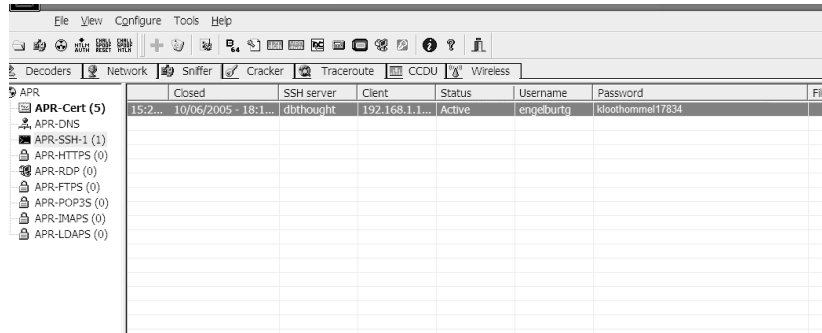 File View Configure Tools Help
Decoders Network Sniffer Cracker Traceroute CCDU Wireless
APR
APR-Cert (5)
APR-DNS
APR-SSH-1 (1)
APR-HTTPS (0)
APR-RDP (0)
APR-FTPS (0)
APR-POP3S (0)
APR-IMAPS (0)
APR-LDAPS (0)
Closed SSH server Client Status Username Password
15:2... 10/06/2005 - 18:1... dbthought 192.168.1.1... Active engelburtg kloothommel17834